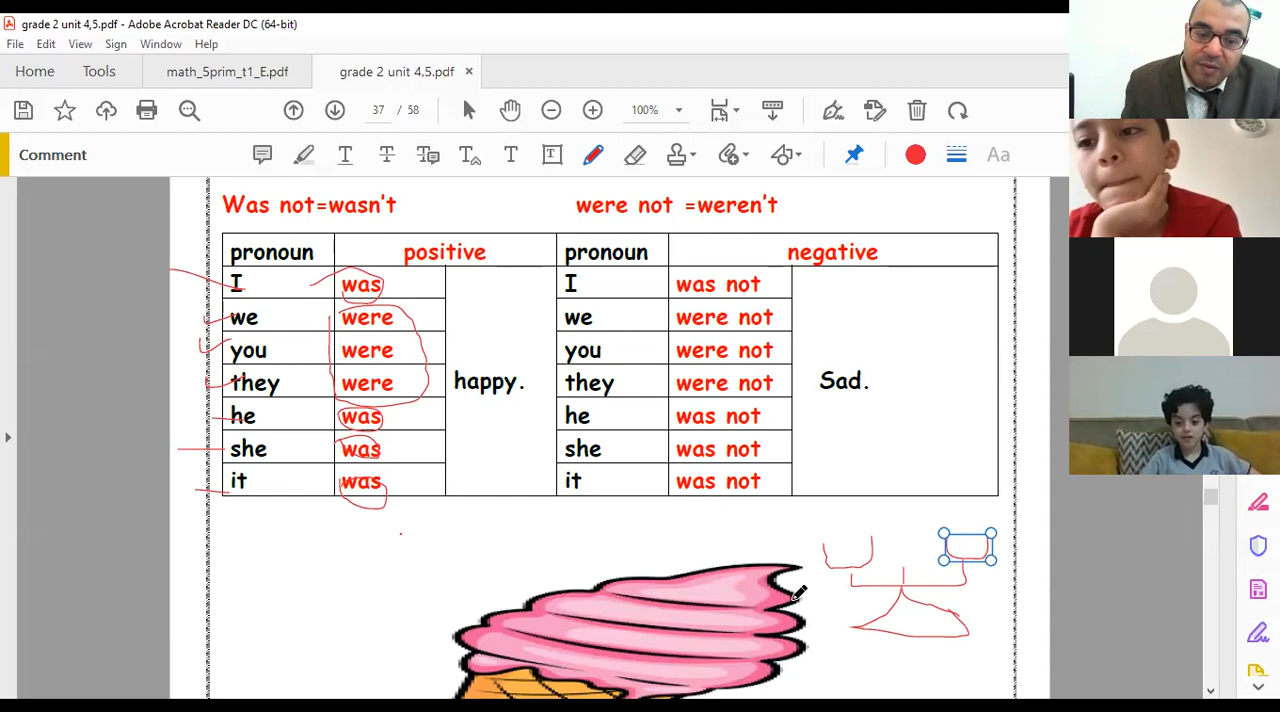 grade 2 unit 4,5.pdf - Adobe Acrobat Reader DC (64-bit)
File Edit View Sign Window Help
Home Tools math_5prim_t1_E.pdf grade 2 unit 4,5.pdf ×
37 / 58 100%
Comment T T T T T Aa
Was not=wasn't were not =weren't
pronoun positive pronoun negative
I was I was not
we were we were not
you were you were not
they were happy. they were not Sad.
he was he was not
she was she was not
it was it was not